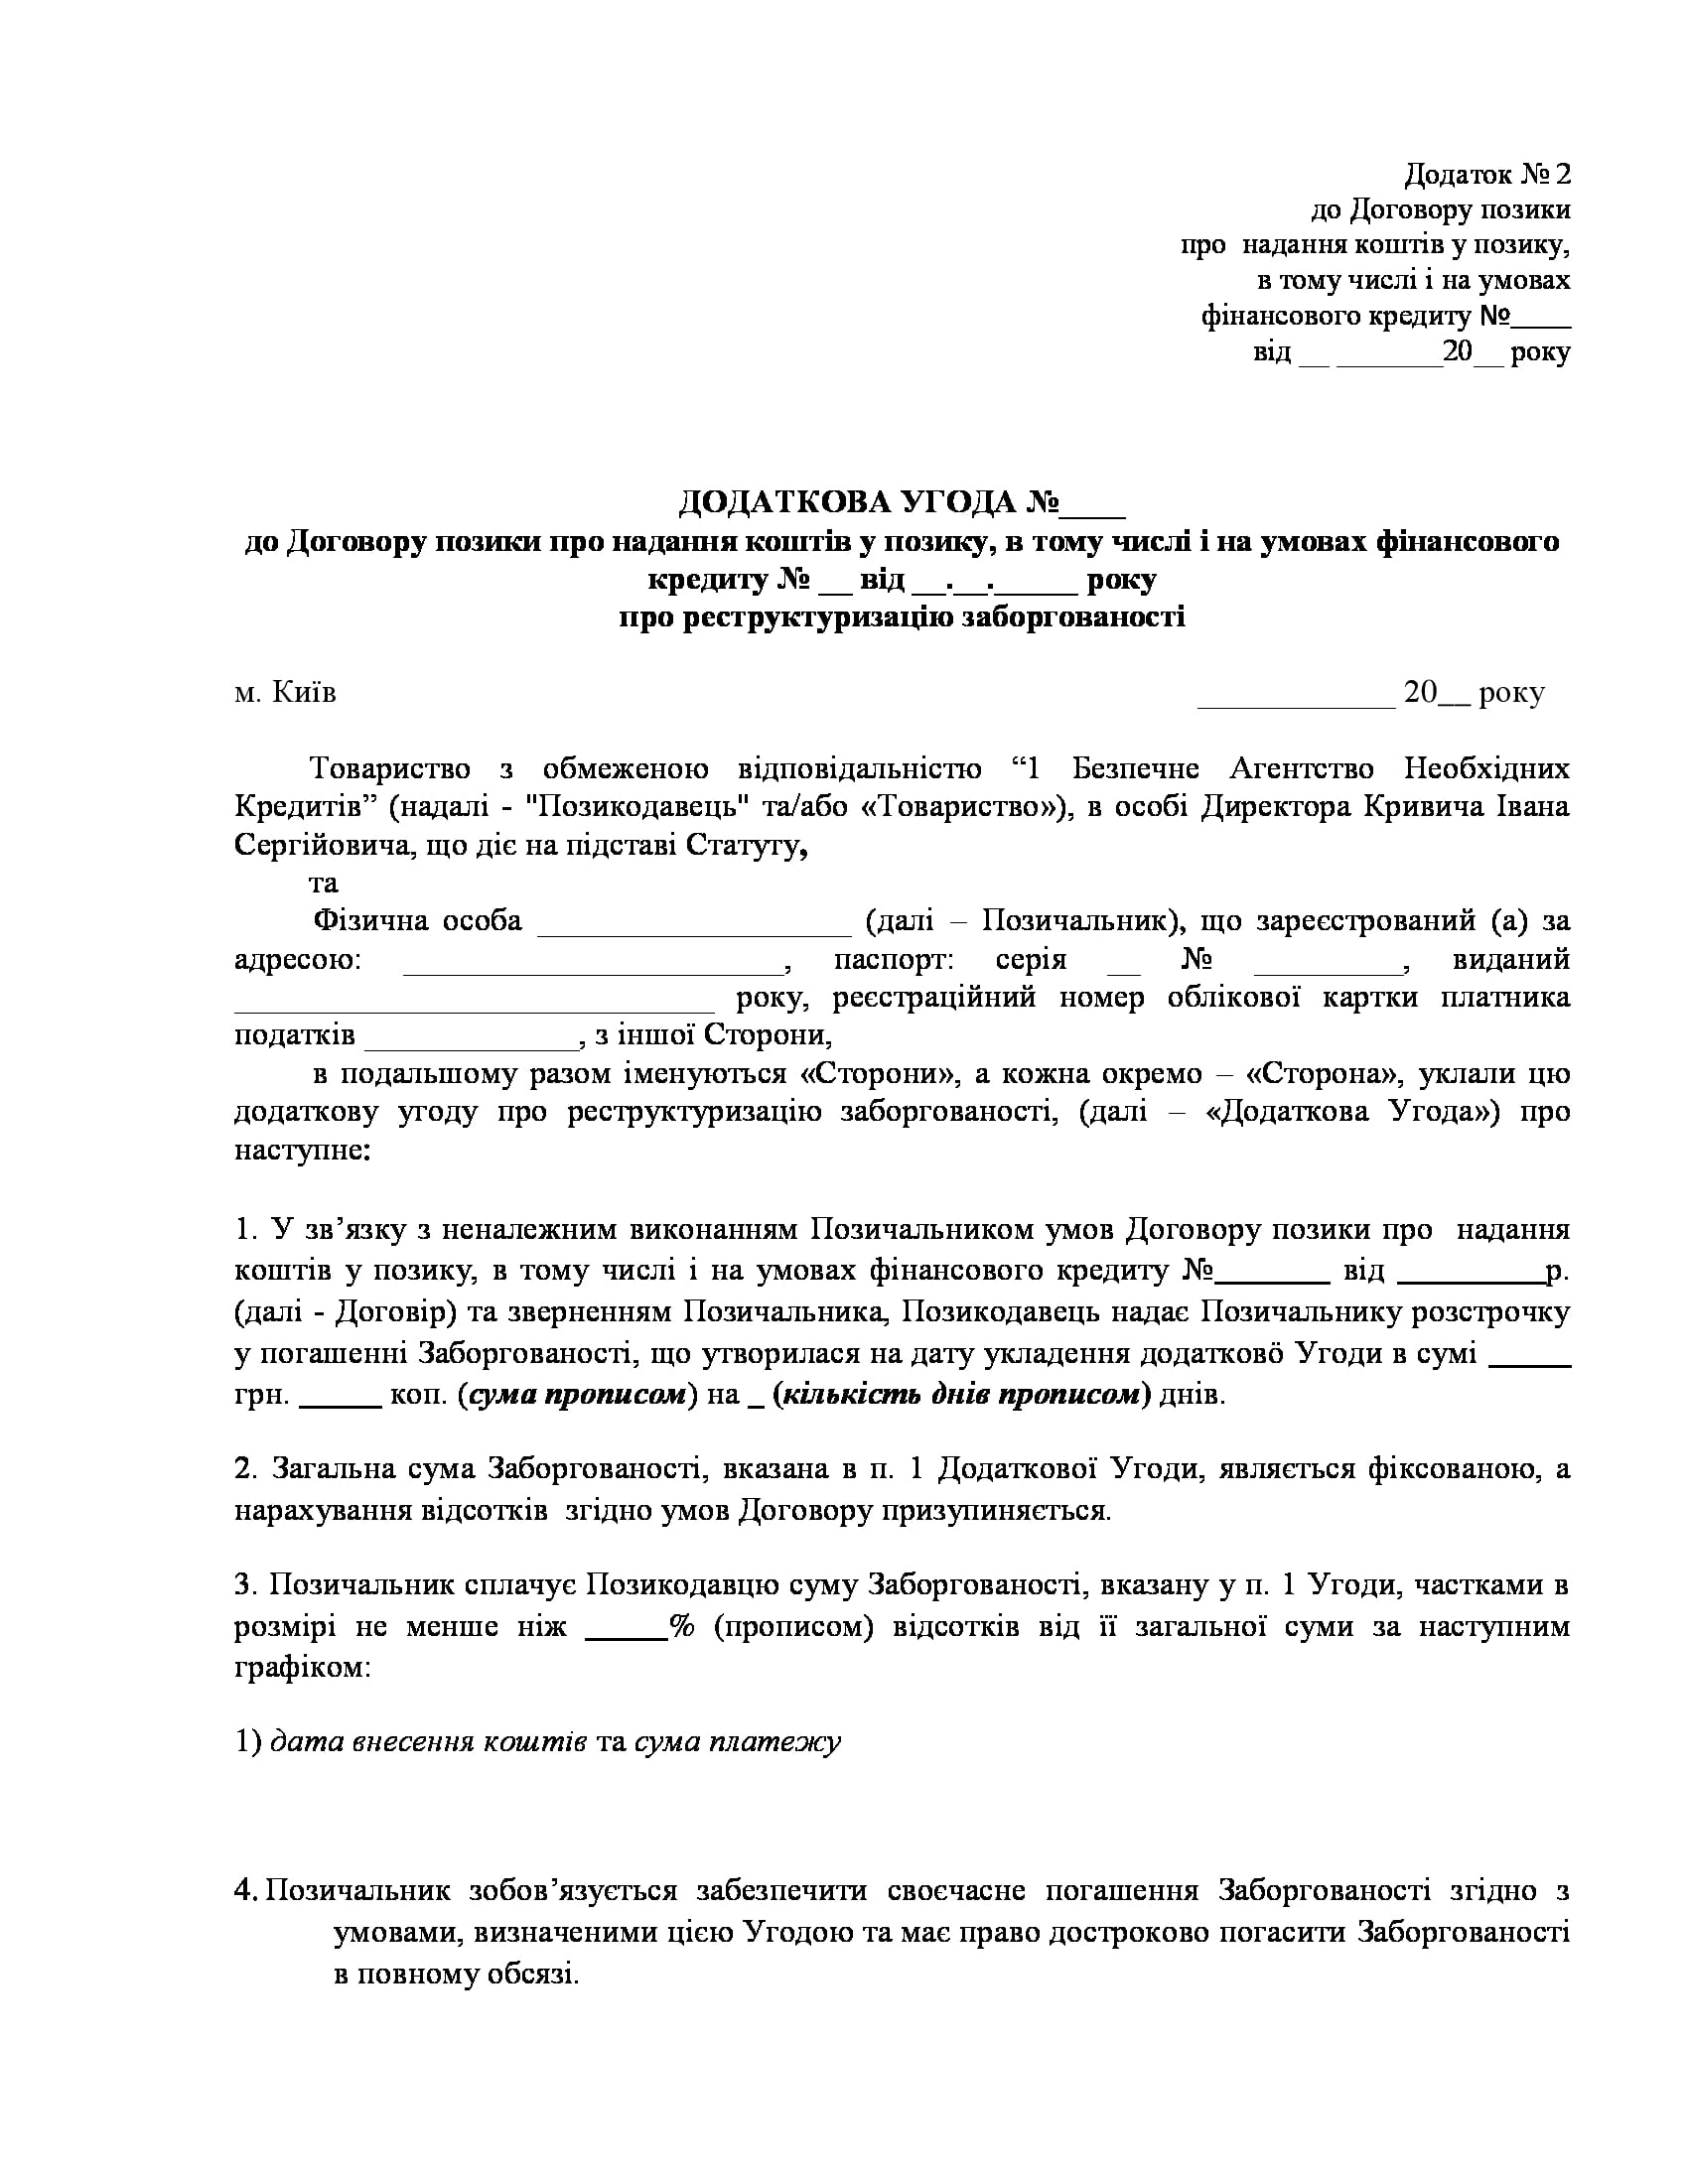 Додаток № 2
до Договору позики
про  надання коштів у позику,
в тому числі і на умовах
фінансового кредиту №____
від __ _______20__ року
ДОДАТКОВА УГОДА №____
до Договору позики про надання коштів у позику, в тому числі і на умовах фінансового
кредиту № __ від __.__._____ року
про реструктуризацію заборгованості
м. Київ ____________ 20__ року
Товариство з обмеженою відповідальністю “1 Безпечне Агентство Необхідних
Кредитів” (надалі - "Позикодавець" та/або «Товариство»), в особі Директора Кривича Івана
Сергійовича, що діє на підставі Статуту,
та
Фізична особа ___________________ (далі – Позичальник), що зареєстрований (а) за
адресою: _______________________, паспорт: серія __ № _________, виданий
_____________________________ року, реєстраційний номер облікової картки платника
податків _____________, з іншої Сторони,
в подальшому разом іменуються «Сторони», а кожна окремо – «Сторона», уклали цю
додаткову угоду про реструктуризацію заборгованості, (далі – «Додаткова Угода») про
наступне:
1. У зв’язку з неналежним виконанням Позичальником умов Договору позики про  надання
коштів у позику, в тому числі і на умовах фінансового кредиту №_______ від _________р.
(далі - Договір) та зверненням Позичальника, Позикодавець надає Позичальнику розстрочку
у погашенні Заборгованості, що утворилася на дату укладення додатковö Угоди в сумі _____
грн. _____ коп. (сума прописом) на _ (кількість днів прописом) днів.
2. Загальна сума Заборгованості, вказана в п. 1 Додаткової Угоди, являється фіксованою, а
нарахування відсотків  згідно умов Договору призупиняється.
3. Позичальник сплачує Позикодавцю суму Заборгованості, вказану у п. 1 Угоди, частками в
розмірі не менше ніж _____% (прописом) відсотків від її загальної суми за наступним
графіком:
1) дата внесення коштів та сума платежу
4. Позичальник зобов’язується забезпечити своєчасне погашення Заборгованості згідно з
умовами, визначеними цією Угодою та має право достроково погасити Заборгованості
в повному обсязі.